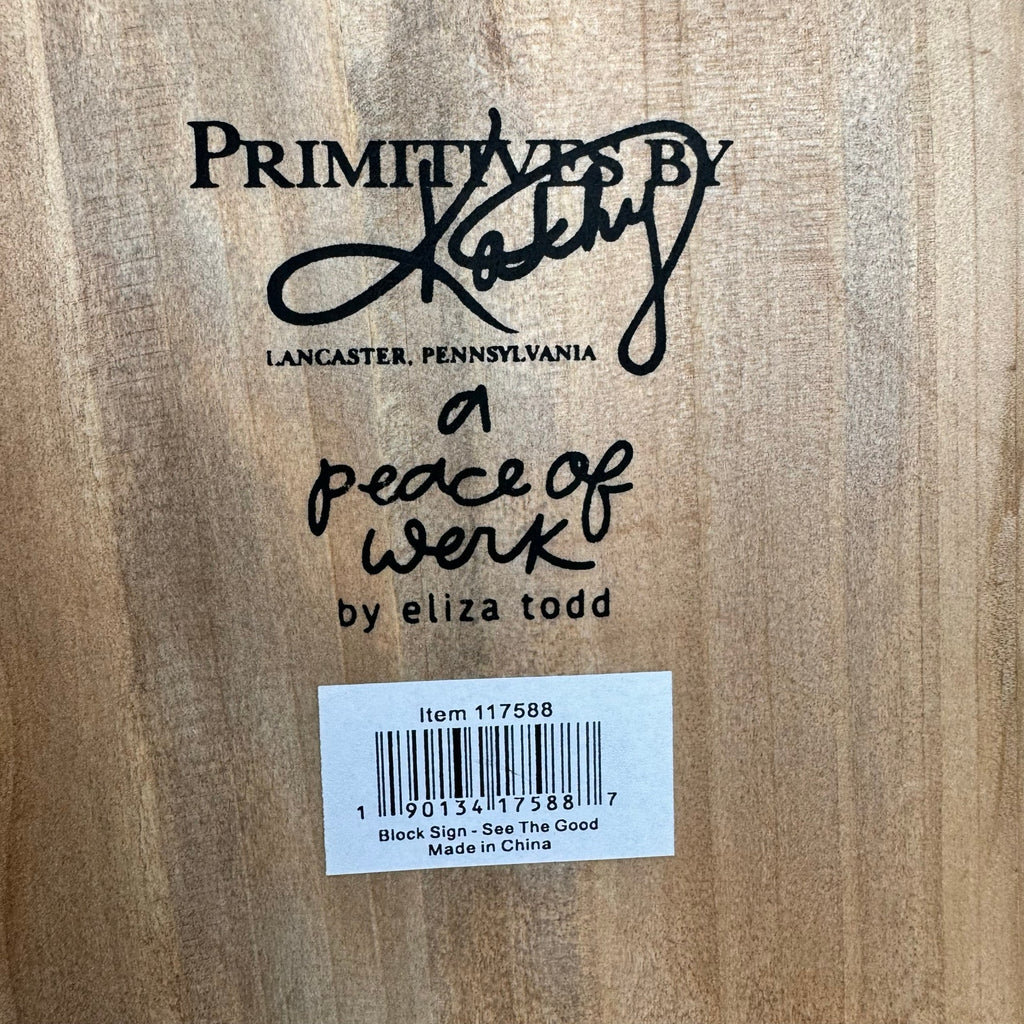 PRIMITIVES BY
Kathy
LANCASTER, PENNSYLVANIA
a
peace of
werk
by eliza todd
Item 117588
1 90134 17588 7
Block Sign - See The Good
Made in China